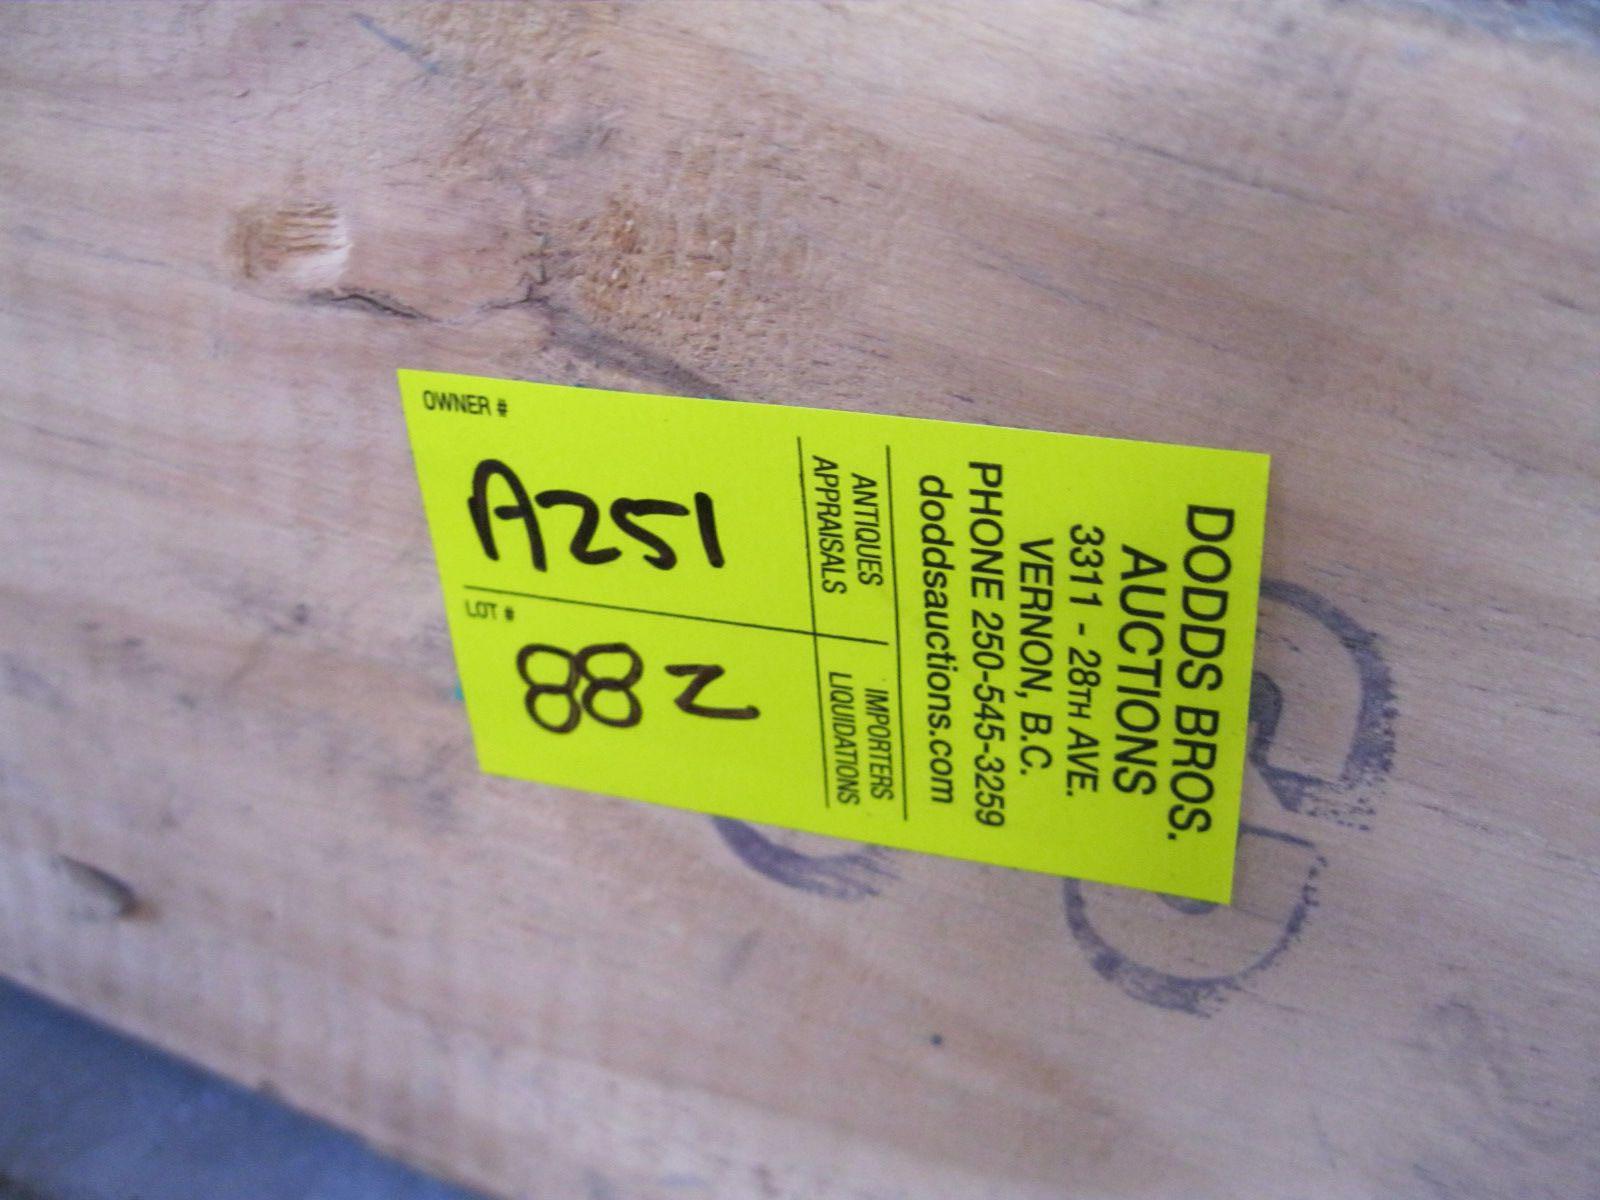 DODDS BROS.
AUCTIONS
3311 - 28TH AVE.
VERNON, B.C.
PHONE 250-545-3259
doddsauctions.com
ANTIQUES IMPORTERS
APPRAISALS LIQUIDATIONS
OWNER #
A251
LOT #